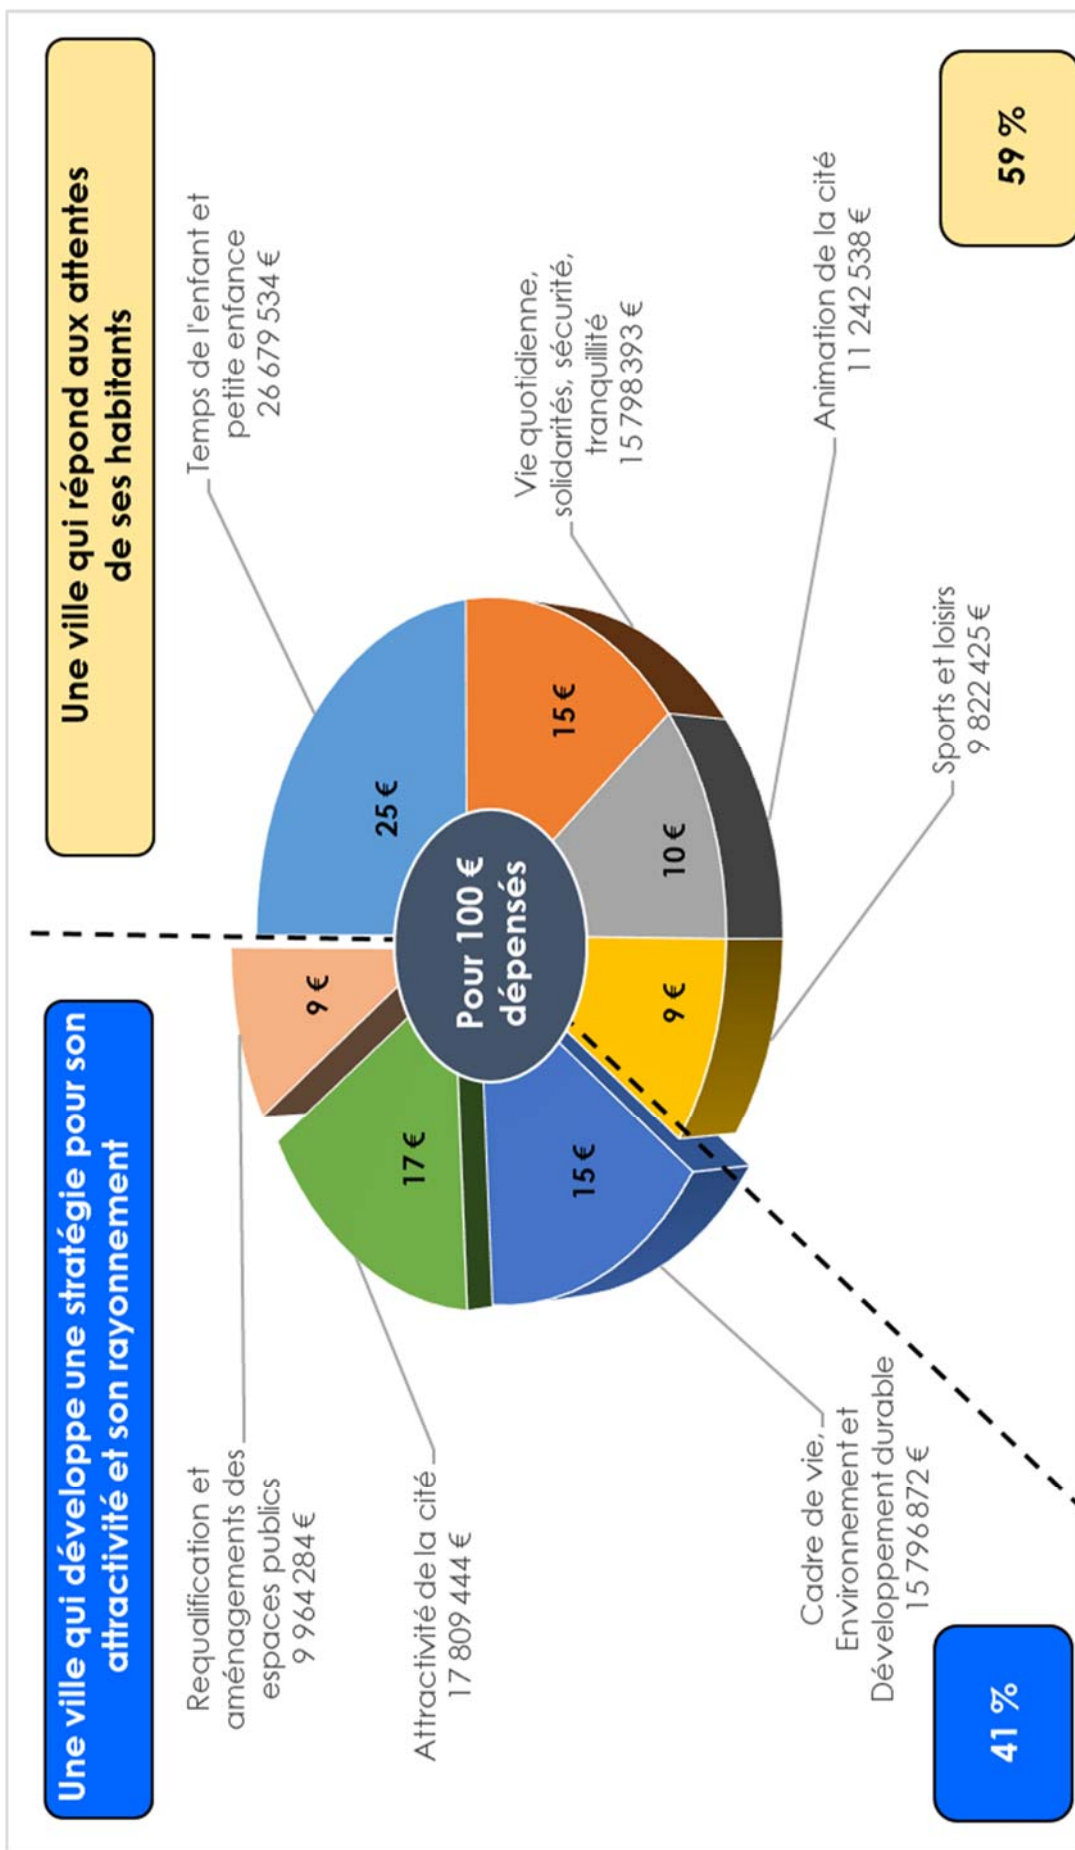 Une ville qui développe une stratégie pour son
attractivité et son rayonnement
Une ville qui répond aux attentes
de ses habitants
Requalification et
aménagements des
espaces publics
9 964 284 €
Attractivité de la cité
17 809 444 €
Cadre de vie,
Environnement et
Développement durable
15 796 872 €
Temps de l'enfant et
petite enfance
26 679 534 €
Vie quotidienne,
solidarités, sécurité,
tranquillité
15 798 393 €
Animation de la cité
11 242 538 €
Sports et loisirs
9 822 425 €
9 €
25 €
17 €
15 €
15 €
10 €
9 €
Pour 100 €
dépensés
41 %
59 %